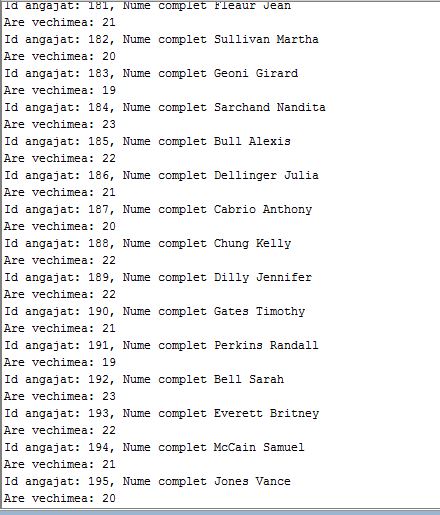 Id angajat: 181, Nume complet Fleaur Jean
Are vechimea: 21
Id angajat: 182, Nume complet Sullivan Martha
Are vechimea: 20
Id angajat: 183, Nume complet Geoni Girard
Are vechimea: 19
Id angajat: 184, Nume complet Sarchand Nandita
Are vechimea: 23
Id angajat: 185, Nume complet Bull Alexis
Are vechimea: 22
Id angajat: 186, Nume complet Dellinger Julia
Are vechimea: 21
Id angajat: 187, Nume complet Cabrio Anthony
Are vechimea: 20
Id angajat: 188, Nume complet Chung Kelly
Are vechimea: 22
Id angajat: 189, Nume complet Dilly Jennifer
Are vechimea: 22
Id angajat: 190, Nume complet Gates Timothy
Are vechimea: 21
Id angajat: 191, Nume complet Perkins Randall
Are vechimea: 19
Id angajat: 192, Nume complet Bell Sarah
Are vechimea: 23
Id angajat: 193, Nume complet Everett Britney
Are vechimea: 22
Id angajat: 194, Nume complet McCain Samuel
Are vechimea: 21
Id angajat: 195, Nume complet Jones Vance
Are vechimea: 20